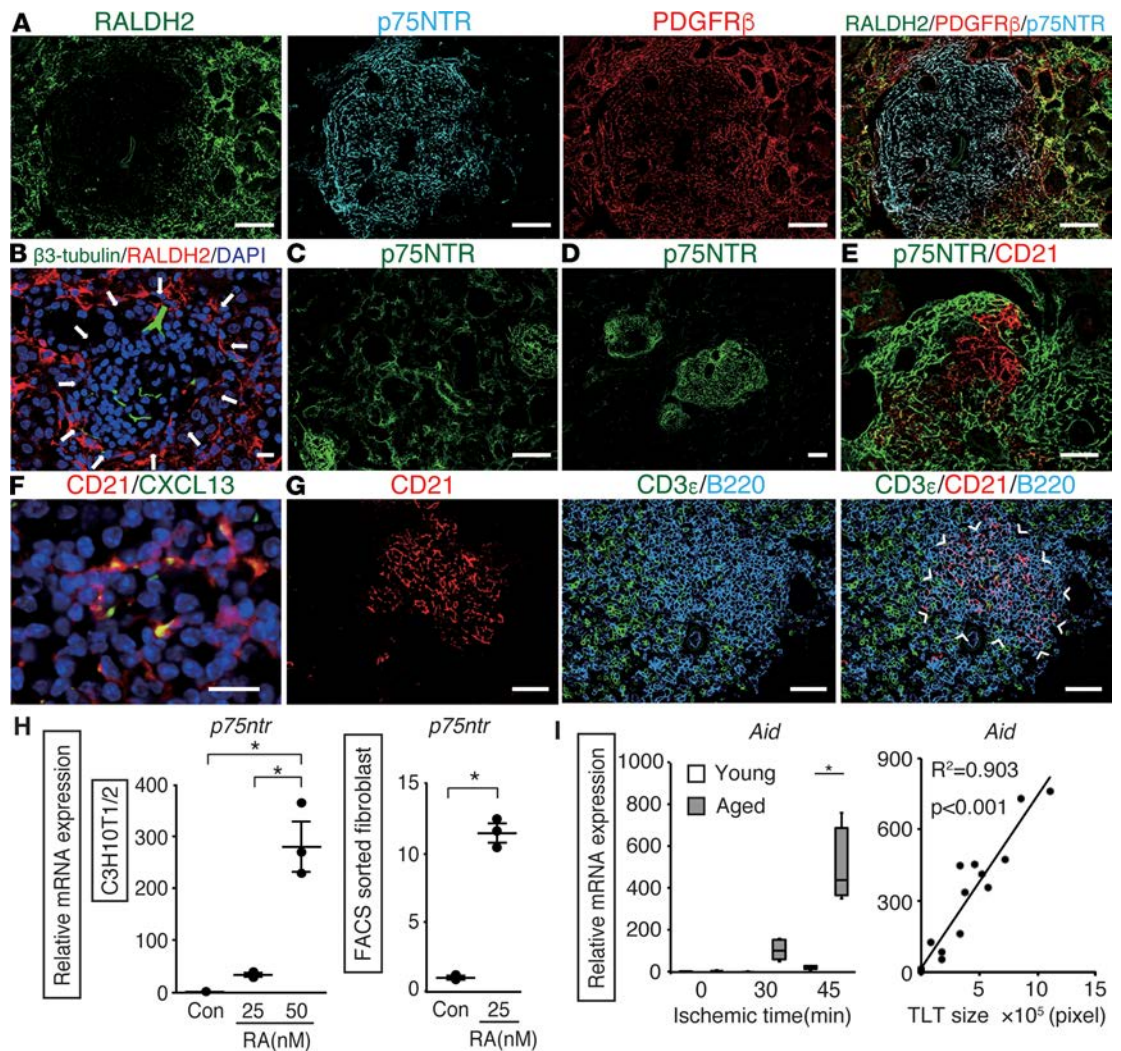 A
RALDH2
p75NTR
PDGFRβ
RALDH2/PDGFRβ/p75NTR
B
β3-tubulin/RALDH2/DAPI
C
p75NTR
D
p75NTR
E
p75NTR/CD21
F
CD21/CXCL13
G
CD21
CD3ε/B220
CD3ε/CD21/B220
H
Relative mRNA expression
C3H10T1/2
p75ntr
400
300
200
100
0
*
*
Con 25 50
RA(nM)
FACS sorted fibroblast
p75ntr
15
10
5
0
*
Con 25
RA(nM)
I
Relative mRNA expression
Aid
1000
800
600
400
200
0
Young
Aged
*
0 30 45
Ischemic time(min)
Aid
900
600
300
0
R²=0.903
p<0.001
5 10 15
TLT size ×10⁵ (pixel)